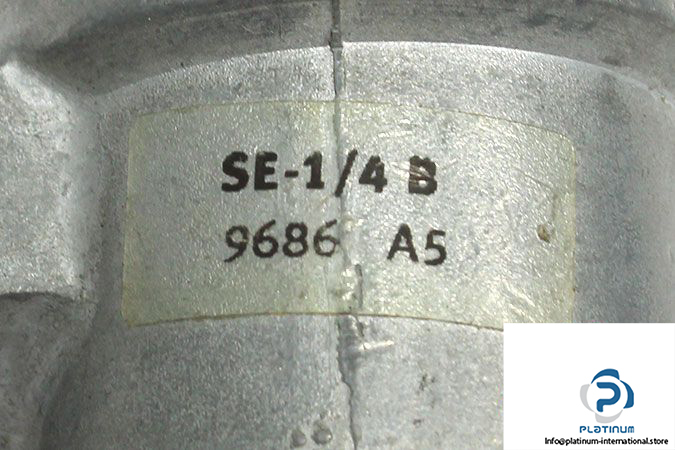 SE-1/4 B
9686 A5
PLATINUM
Info@platinum-international.store